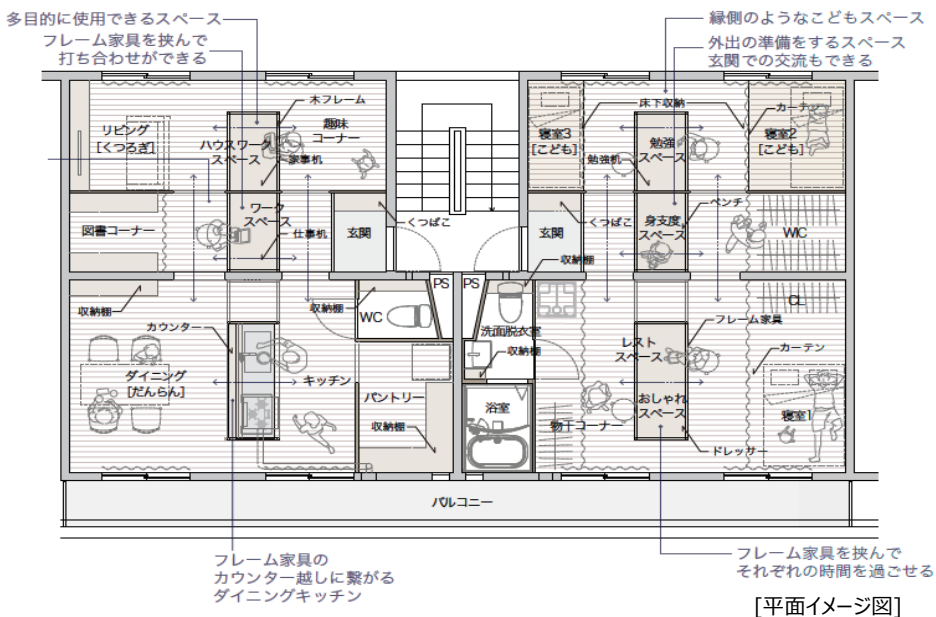 多目的に使用できるスペース
フレーム家具を挟んで
打ち合わせができる
縁側のようなこどもスペース
外出の準備をするスペース
玄関での交流もできる
木フレーム
リビング
[くつろぎ]
ハウスワーク
スペース
趣味
コーナー
家事机
図書コーナー
ワーク
スペース
仕事机
玄関
くつばこ
寝室3
[こども]
床下収納
勉強
スペース
勉強机
カーテン
寝室2
[こども]
玄関
くつばこ
収納棚
身支度
スペース
ベンチ
WIC
収納棚
カウンター
ダイニング
[だんらん]
キッチン
収納棚
WC
PS
パントリー
収納棚
PS
洗面脱衣室
収納棚
浴室
物干コーナー
レスト
スペース
おしゃれ
スペース
フレーム家具
CL
カーテン
寝室1
ドレッサー
バルコニー
フレーム家具の
カウンター越しに繋がる
ダイニングキッチン
フレーム家具を挟んで
それぞれの時間を過ごせる
[平面イメージ図]